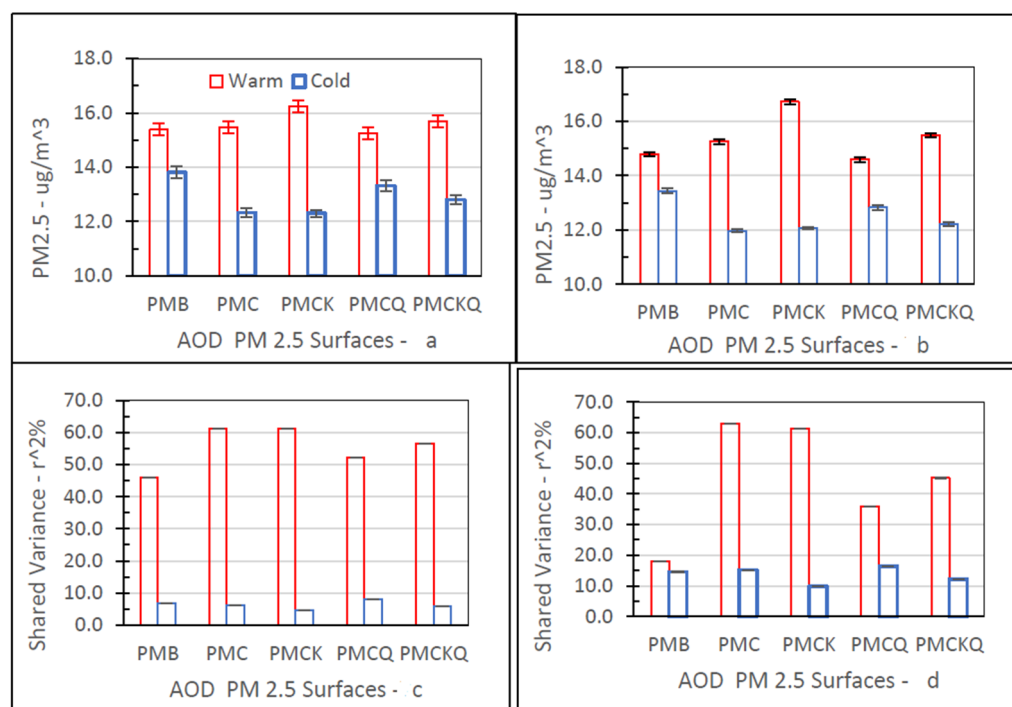 18.0
16.0
14.0
12.0
10.0
PM2.5 - ug/m^3
Warm Cold
PMB PMC PMCK PMCQ PMCKQ
AOD PM 2.5 Surfaces - a
18.0
16.0
14.0
12.0
10.0
PM2.5 - ug/m^3
PMB PMC PMCK PMCQ PMCKQ
AOD PM 2.5 Surfaces - b
70.0
60.0
50.0
40.0
30.0
20.0
10.0
0.0
Shared Variance - r^2%
PMB PMC PMCK PMCQ PMCKQ
AOD PM 2.5 Surfaces - c
70.0
60.0
50.0
40.0
30.0
20.0
10.0
0.0
Shared Variance - r^2%
PMB PMC PMCK PMCQ PMCKQ
AOD PM 2.5 Surfaces - d